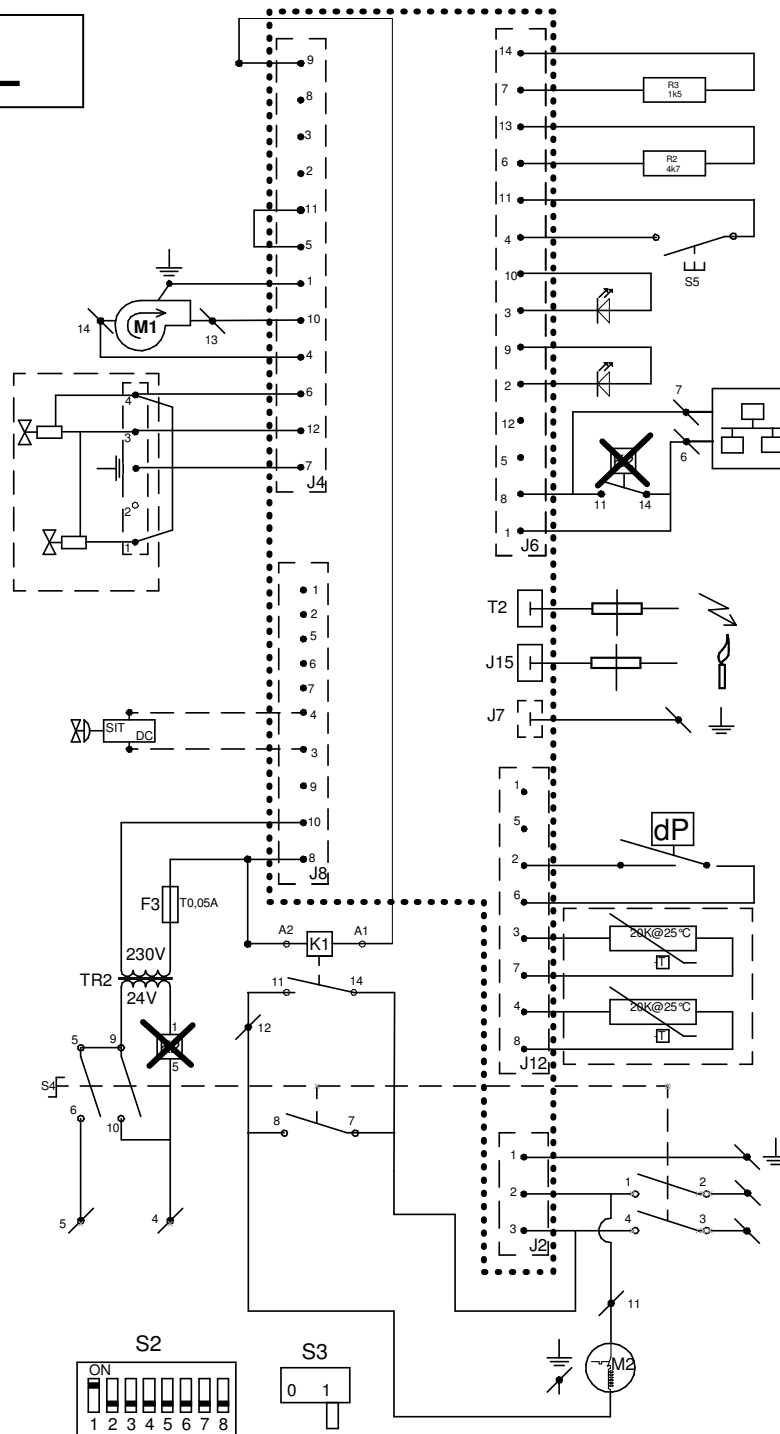 9
8
3
2
11
5
1
10
4
6
12
7
J4
14
M1
13
4
3
2
1
1
2
5
6
7
4
3
9
10
8
J8
SIT
DC
F3
T0,05A
230V
TR2
24V
1
5
5
9
S4
6
10
5
4
A2
K1
A1
11
14
12
8
7
14
7
R3
1k5
13
6
R2
4k7
11
4
S5
10
3
9
2
12
5
8
1
J6
7
6
11
14
T2
J15
J7
1
5
2
6
3
7
4
8
J12
dP
20K@25°C
T
20K@25°C
T
1
2
3
J2
1
2
4
3
11
M2
S2
ON
1 2 3 4 5 6 7 8
S3
0 1